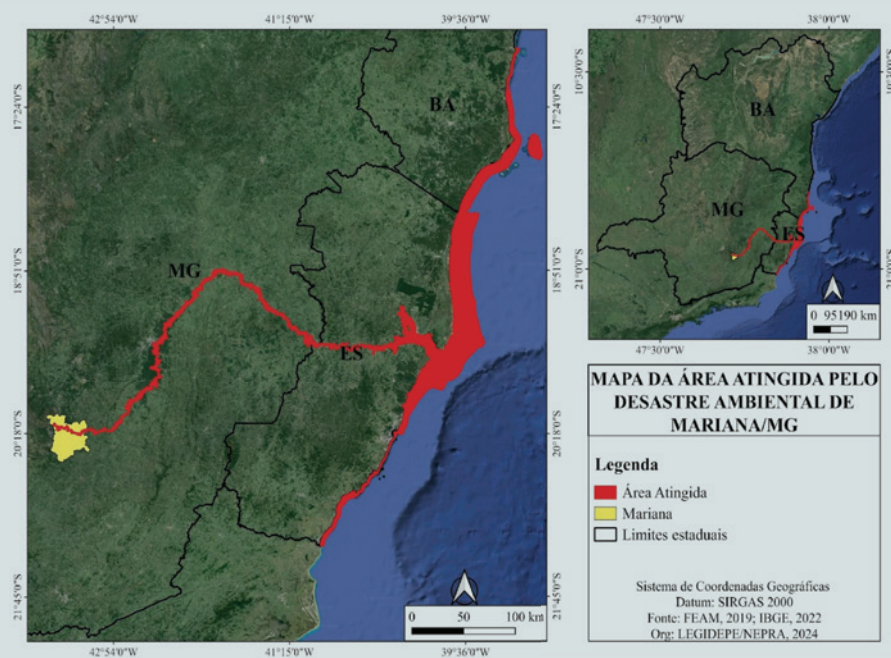 42°54'0"W 41°15'0"W 39°36'0"W
17°24'0"S
18°51'0"S
20°18'0"S
21°45'0"S
BA
MG
ES
0 50 100 km
42°54'0"W 41°15'0"W 39°36'0"W
47°30'0"W 38°0'0"W
10°30'0"S
21°0'0"S
BA
MG
ES
0 95190 km
47°30'0"W 38°0'0"W
10°30'0"S
MAPA DA ÁREA ATINGIDA PELO
DESASTRE AMBIENTAL DE
MARIANA/MG
Legenda
Área Atingida
Mariana
Limites estaduais
Sistema de Coordenadas Geográficas
Datum: SIRGAS 2000
Fonte: FEAM, 2019; IBGE, 2022
Org: LEGIDEPE/NEPRA, 2024